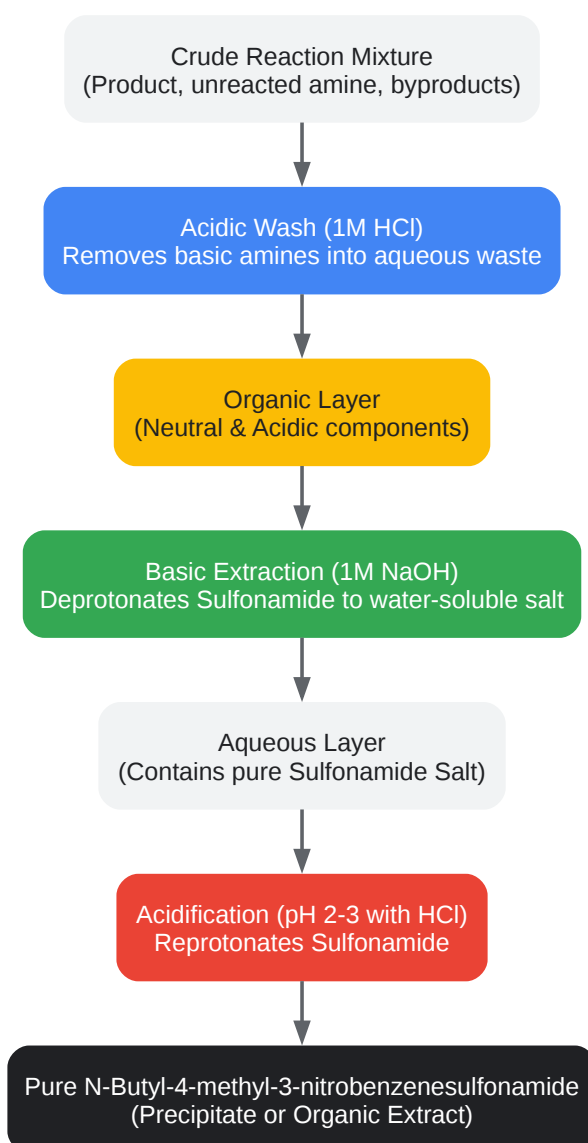 Crude Reaction Mixture
(Product, unreacted amine, byproducts)
Acidic Wash (1M HCl)
Removes basic amines into aqueous waste
Organic Layer
(Neutral & Acidic components)
Basic Extraction (1M NaOH)
Deprotonates Sulfonamide to water-soluble salt
Aqueous Layer
(Contains pure Sulfonamide Salt)
Acidification (pH 2-3 with HCl)
Reprotonates Sulfonamide
Pure N-Butyl-4-methyl-3-nitrobenzenesulfonamide
(Precipitate or Organic Extract)